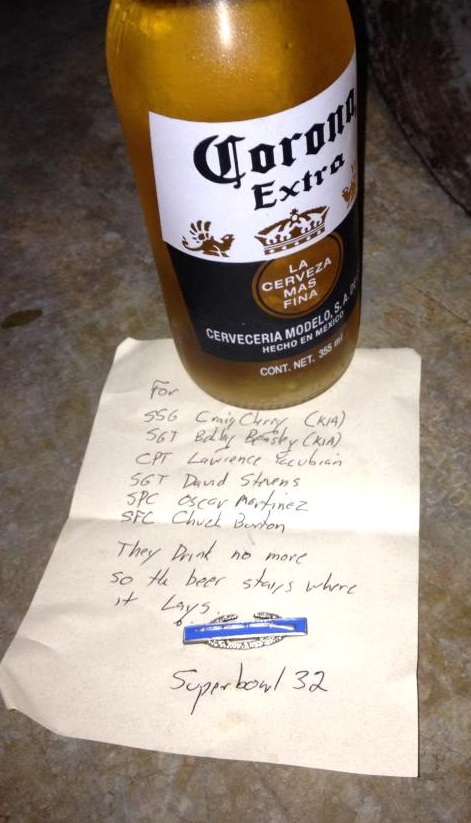 Corona
Extra
LA
CERVEZA
MAS
FINA
CERVECERIA MODELO, S.A. DE
HECHO EN MEXICO
CONT. NET. 355 ml
For
SSG Craig Cherry (KIA)
SGT Bobby Beasley (KIA)
CPT Lawrence Yacubian
SGT David Stevens
SPC Oscar Martinez
SFC Chuck Burton
They Drink no more
so the beer stays where
it Lays.
Superbowl 32